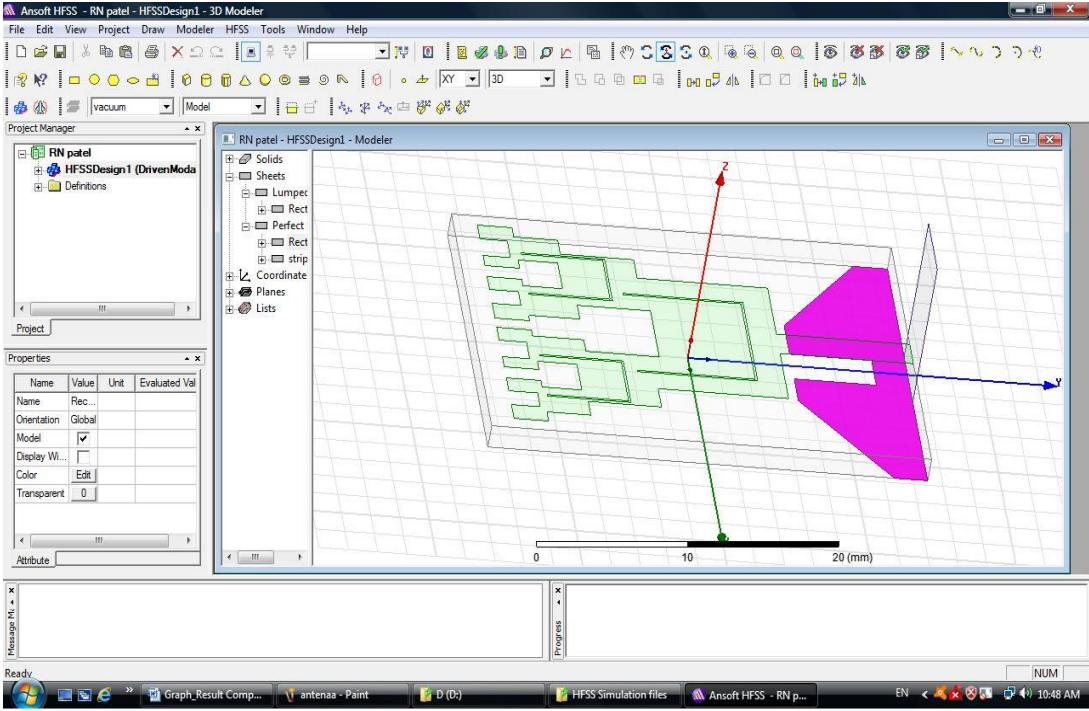 Ansoft HFSS - RN patel - HFSSDesign1 - 3D Modeler
File Edit View Project Draw Modeler HFSS Tools Window Help
XY 3D
vacuum Model
Project Manager
RN patel
HFSSDesign1 (DrivenModa
Definitions
Project
Properties
Name Value Unit Evaluated Val
Name Rec...
Orientation Global
Model
Display Wi...
Color Edit
Transparent 0
Attribute
RN patel - HFSSDesign1 - Modeler
Solids
Sheets
Lumpec
Rect
Perfect
Rect
strip
Coordinate
Planes
Lists
Z
Y
0 10 20 (mm)
Progress
Ready
NUM
Graph_Result Comp... antenaa - Paint D (D:) HFSS Simulation files Ansoft HFSS - RN p... EN 10:48 AM